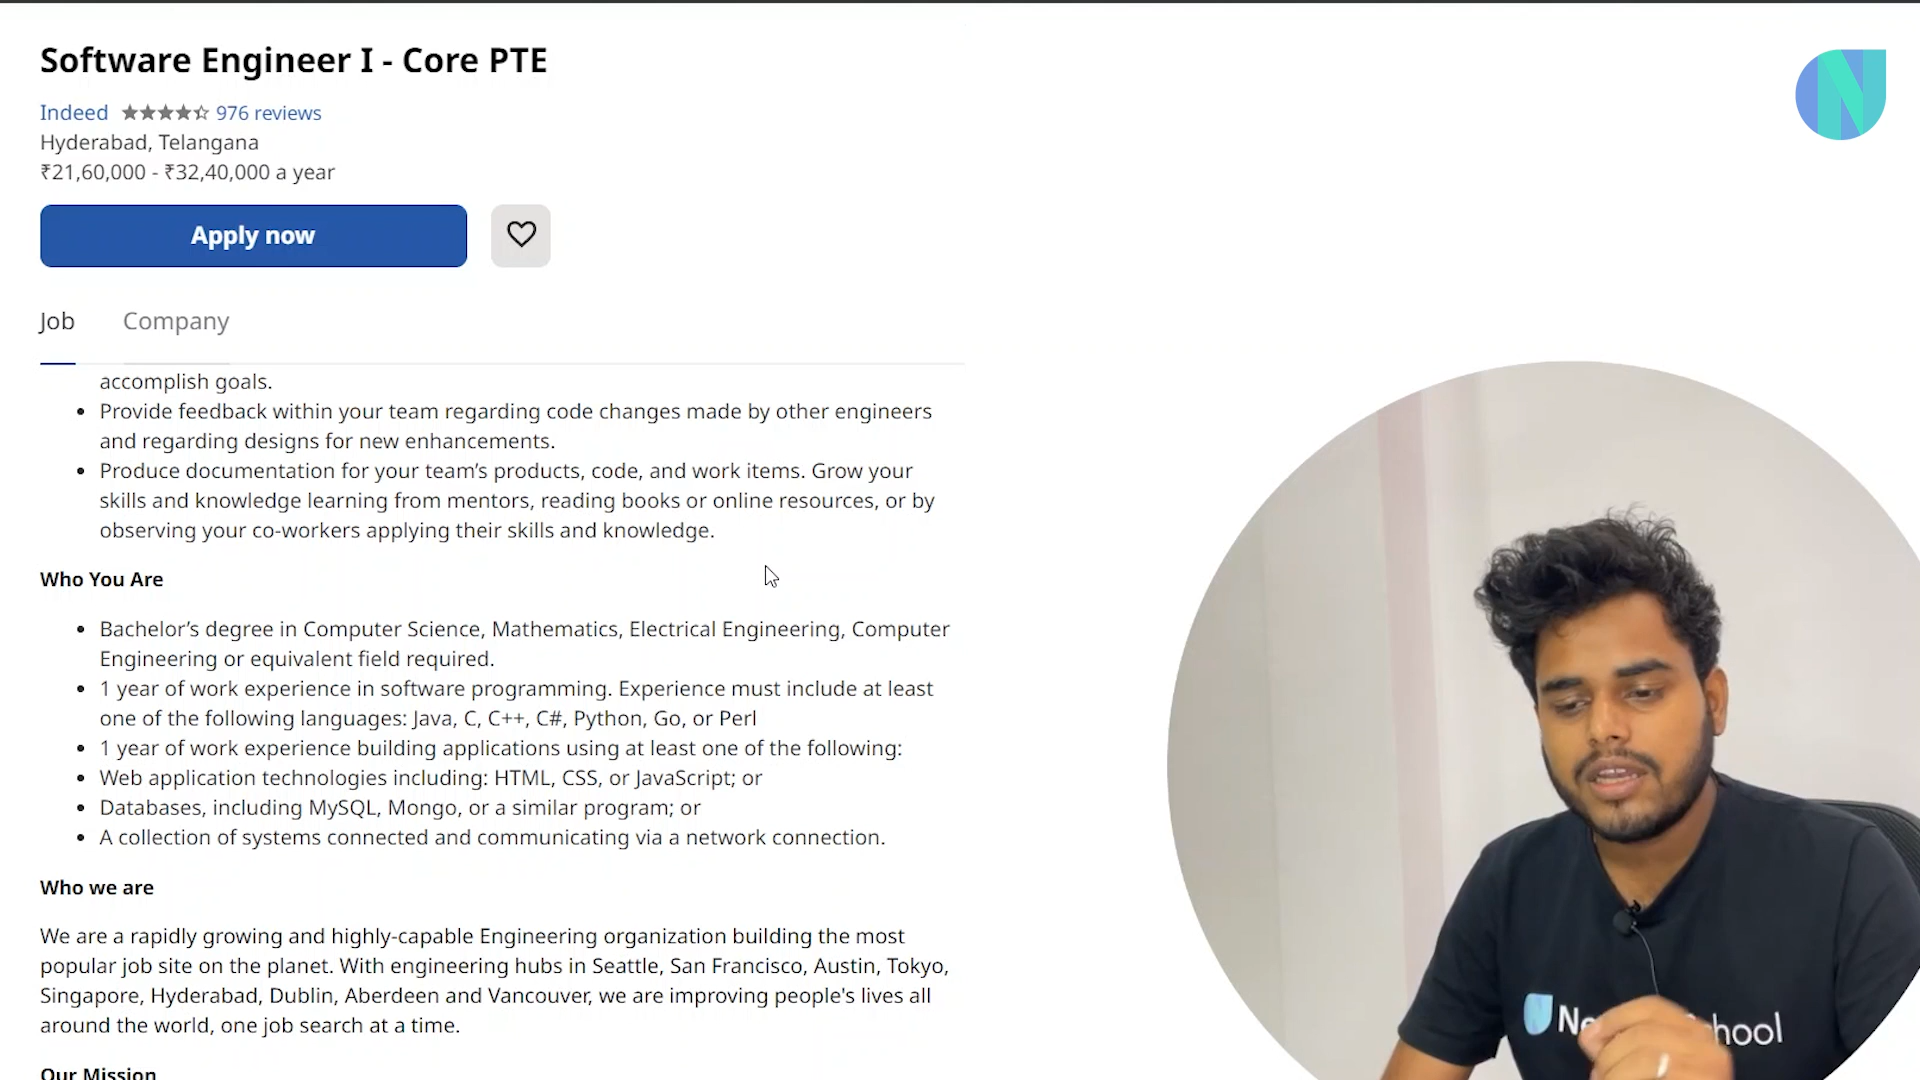 Software Engineer I - Core PTE
Indeed ★★★★☆ 976 reviews
Hyderabad, Telangana
₹21,60,000 - ₹32,40,000 a year
Apply now
Job Company
accomplish goals.
• Provide feedback within your team regarding code changes made by other engineers
and regarding designs for new enhancements.
• Produce documentation for your team’s products, code, and work items. Grow your
skills and knowledge learning from mentors, reading books or online resources, or by
observing your co-workers applying their skills and knowledge.
Who You Are
• Bachelor’s degree in Computer Science, Mathematics, Electrical Engineering, Computer
Engineering or equivalent field required.
• 1 year of work experience in software programming. Experience must include at least
one of the following languages: Java, C, C++, C#, Python, Go, or Perl
• 1 year of work experience building applications using at least one of the following:
• Web application technologies including: HTML, CSS, or JavaScript; or
• Databases, including MySQL, Mongo, or a similar program; or
• A collection of systems connected and communicating via a network connection.
Who we are
We are a rapidly growing and highly-capable Engineering organization building the most
popular job site on the planet. With engineering hubs in Seattle, San Francisco, Austin, Tokyo,
Singapore, Hyderabad, Dublin, Aberdeen and Vancouver, we are improving people's lives all
around the world, one job search at a time.
Our Mission